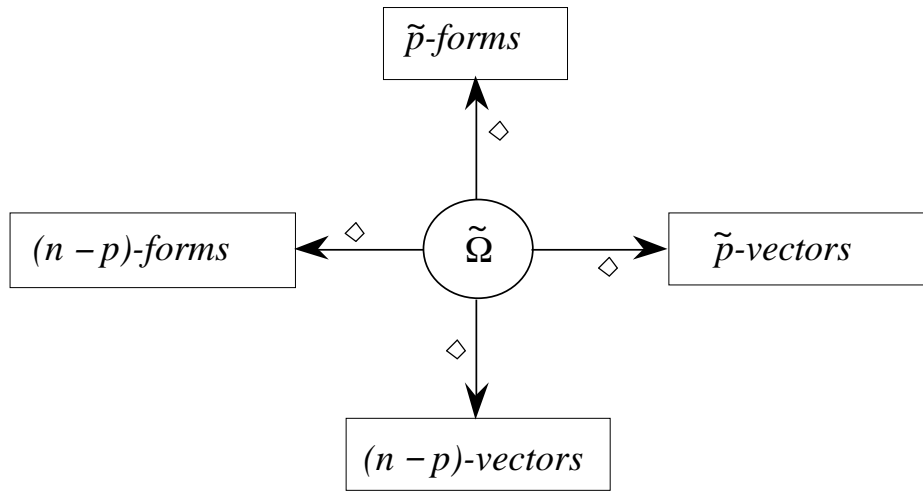 p̃-forms
◇
(n − p)-forms ◇ Ω̃ ◇ p̃-vectors
◇
(n − p)-vectors